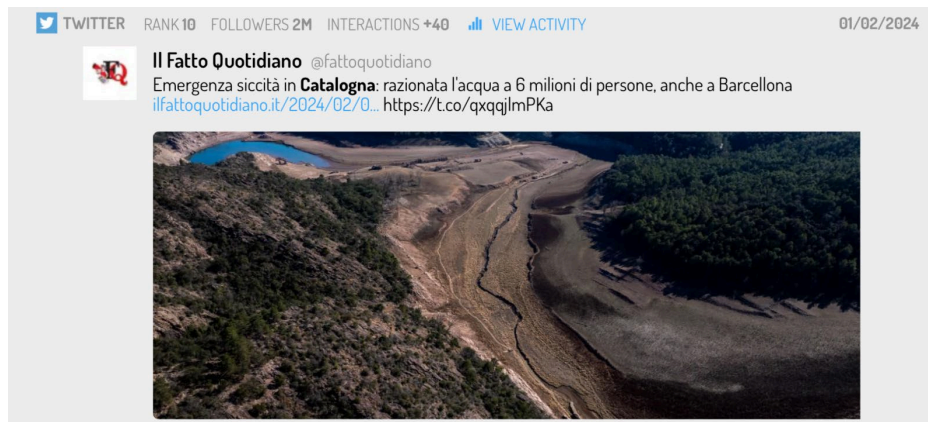 TWITTER RANK 10 FOLLOWERS 2M INTERACTIONS +40 VIEW ACTIVITY 01/02/2024
Il Fatto Quotidiano @fattoquotidiano
Emergenza siccità in Catalogna: razionata l'acqua a 6 milioni di persone, anche a Barcellona
ilfattoquotidiano.it/2024/02/0... https://t.co/qxqqjlmPKa